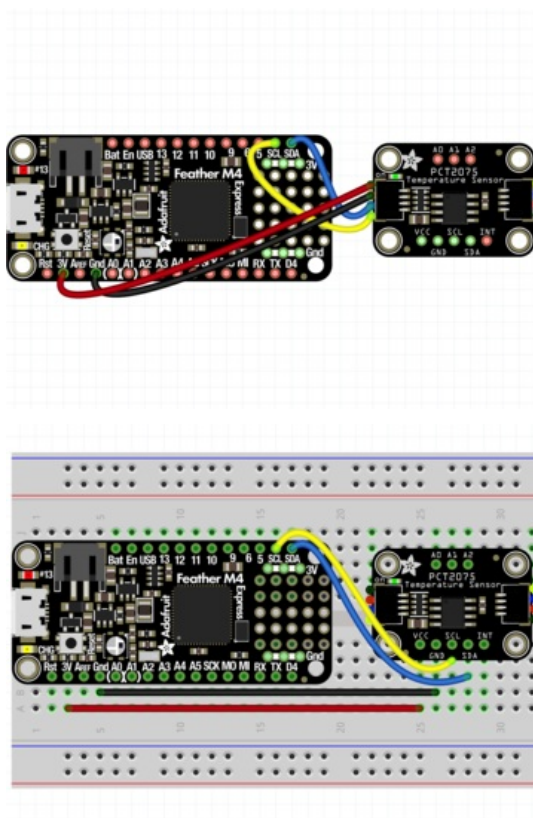 Bat En USB 13 12 11 10 9 6 5 SCL SDA
3V
#13
Feather M4
Express
Adafruit
Reset
CHG
Gnd
Rst 3V ARef Gnd A0 A1 A2 A3 A4 MI RX TX D4
A0 A1 A2
on
PCT2075
Temperature Sensor
VCC SCL INT
GND SDA
1 5 10 15 20 25 30
J
Bat En USB 13 12 11 10 9 6 5 SCL SDA
3V
#13
Feather M4
Express
Adafruit
Reset
CHG
Gnd
Rst 3V ARef Gnd (A0)(A1) A2 A3 A4 A5 SCK MO MI RX TX D4
A0 A1 A2
on
PCT2075
Temperature Sensor
VCC SCL INT
GND SDA
B
A
1 5 10 15 20 25 30